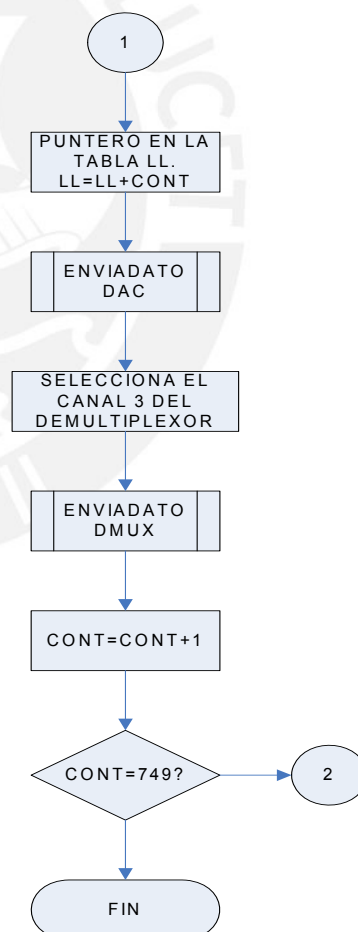 1
PUNTERO EN LA
TABLA LL.
LL=LL+CONT
ENVIADATO
DAC
SELECCIONA EL
CANAL 3 DEL
DEMULTIPLEXOR
ENVIADATO
DMUX
CONT=CONT+1
CONT=749?
2
FIN